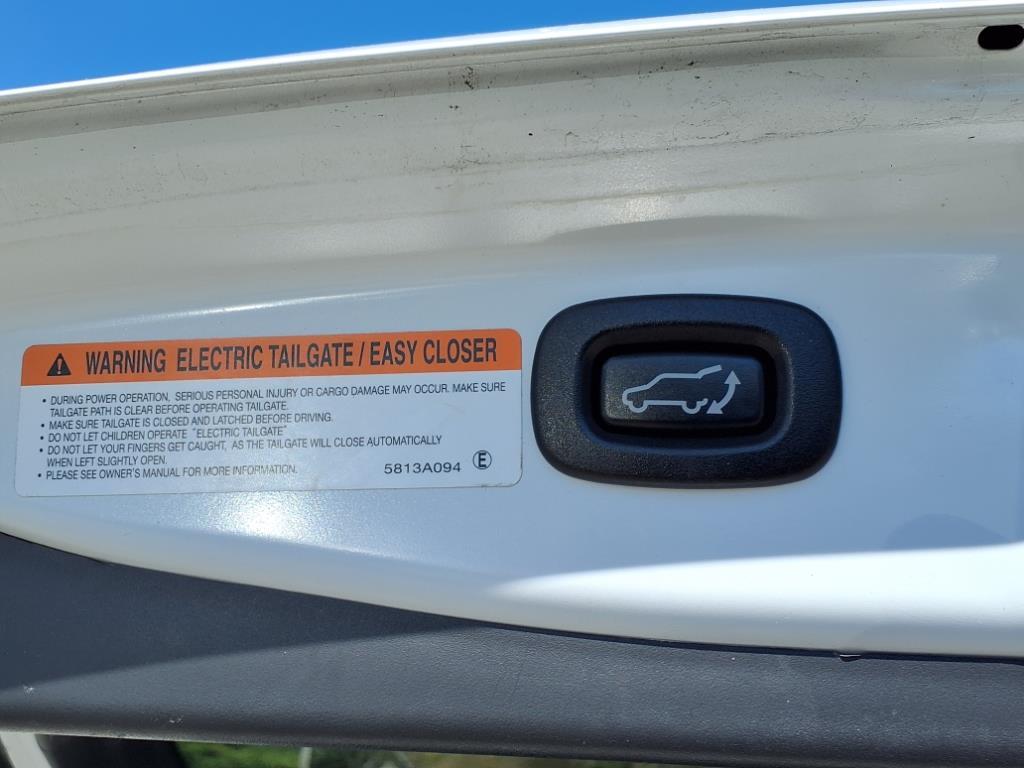 WARNING ELECTRIC TAILGATE / EASY CLOSER
• DURING POWER OPERATION, SERIOUS PERSONAL INJURY OR CARGO DAMAGE MAY OCCUR. MAKE SURE
TAILGATE PATH IS CLEAR BEFORE OPERATING TAILGATE.
• MAKE SURE TAILGATE IS CLOSED AND LATCHED BEFORE DRIVING.
• DO NOT LET CHILDREN OPERATE "ELECTRIC TAILGATE"
• DO NOT LET YOUR FINGERS GET CAUGHT, AS THE TAILGATE WILL CLOSE AUTOMATICALLY
WHEN LEFT SLIGHTLY OPEN.
• PLEASE SEE OWNER'S MANUAL FOR MORE INFORMATION.
5813A094 Ⓔ